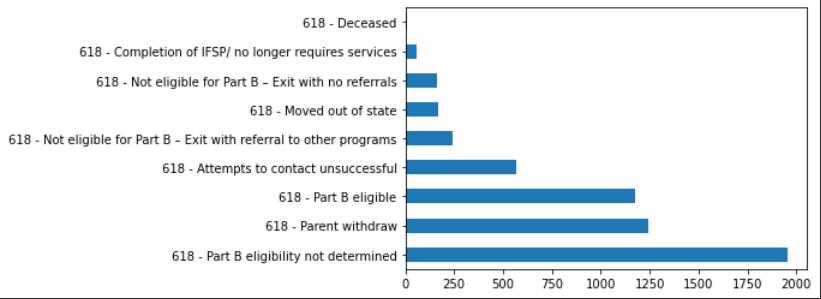 618 - Deceased
618 - Completion of IFSP/ no longer requires services
618 - Not eligible for Part B – Exit with no referrals
618 - Moved out of state
618 - Not eligible for Part B – Exit with referral to other programs
618 - Attempts to contact unsuccessful
618 - Part B eligible
618 - Parent withdraw
618 - Part B eligibility not determined
0 250 500 750 1000 1250 1500 1750 2000